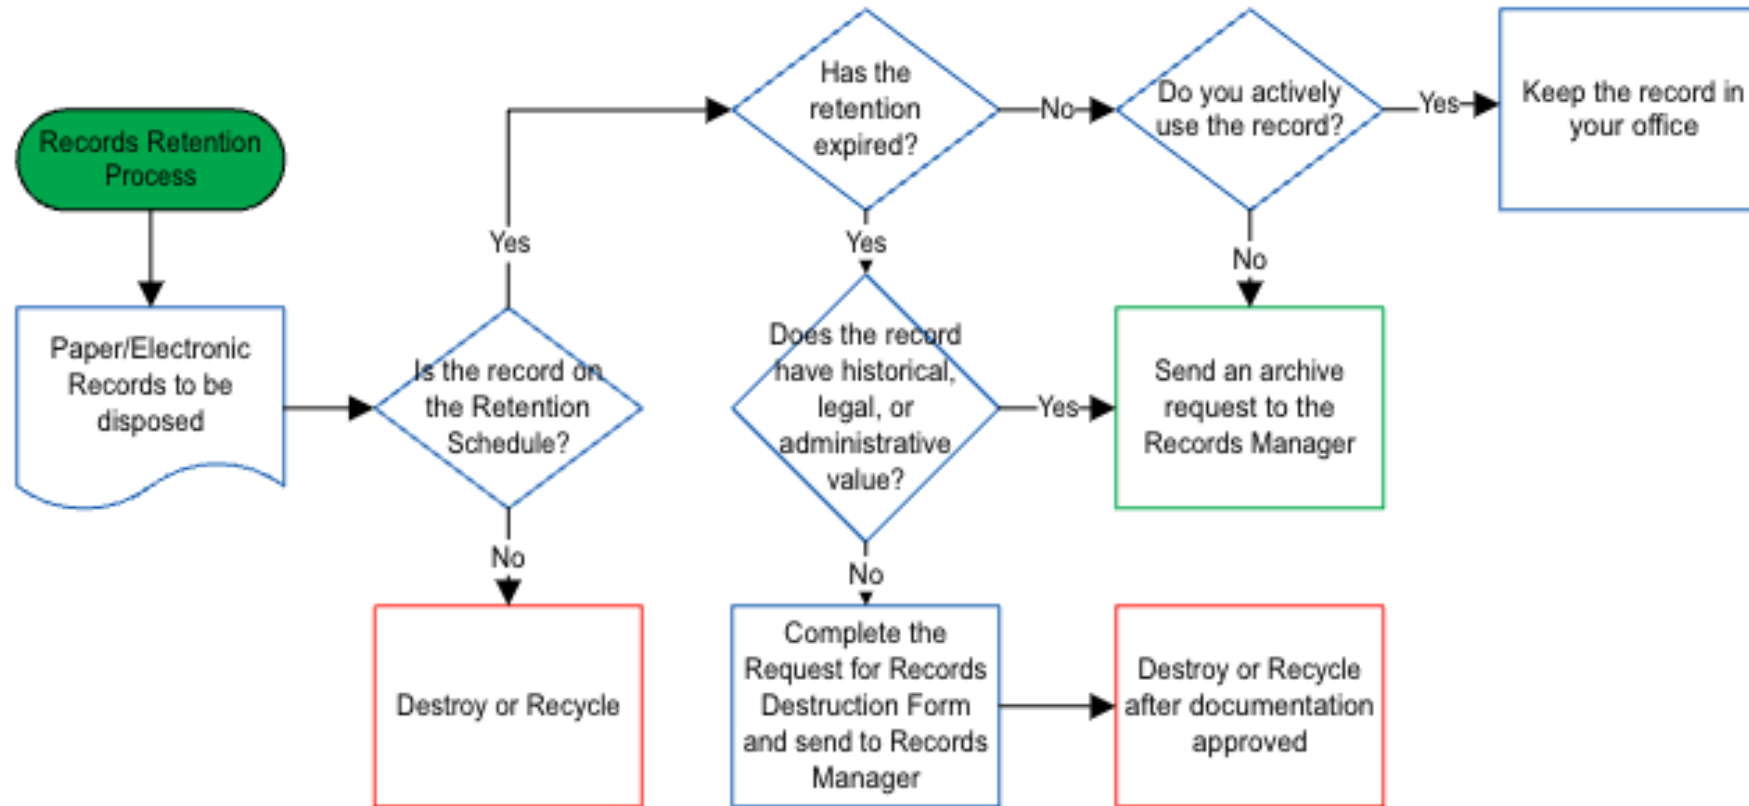 Records Retention
Process
Paper/Electronic
Records to be
disposed
Is the record on
the Retention
Schedule?
Yes
No
Destroy or Recycle
Has the
retention
expired?
No
Yes
Do you actively
use the record?
Yes
No
Keep the record in
your office
Does the record
have historical,
legal, or
administrative
value?
Yes
No
Send an archive
request to the
Records Manager
Complete the
Request for Records
Destruction Form
and send to Records
Manager
Destroy or Recycle
after documentation
approved